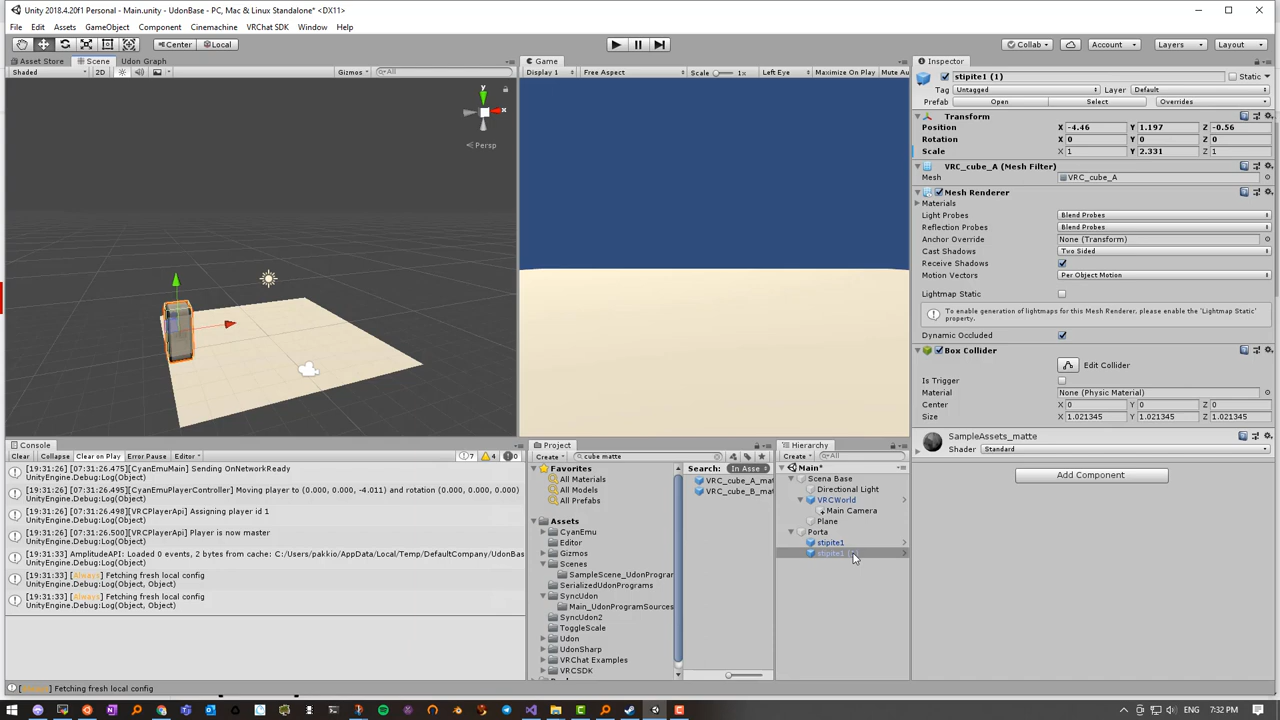 Unity 2018.4.20f1 Personal - Main.unity - UdonBase - PC, Mac & Linux Standalone* <DX11>
File Edit Assets GameObject Component Cinemachine VRChat SDK Window Help
Center Local Collab Account Layers Layout
Asset Store Scene Udon Graph
Shaded 2D Gizmos All
y
x
Persp
Game
Display 1 Free Aspect Scale 1x Left Eye Maximize On Play Mute Au
Inspector
stipite1 (1) Static
Tag Untagged Layer Default
Prefab Open Select Overrides
Transform
Position X -4.46 Y 1.197 Z -0.56
Rotation X 0 Y 0 Z 0
Scale X 1 Y 2.331 Z 1
VRC_cube_A (Mesh Filter)
Mesh VRC_cube_A
Mesh Renderer
Materials
Light Probes Blend Probes
Reflection Probes Blend Probes
Anchor Override None (Transform)
Cast Shadows Two Sided
Receive Shadows
Motion Vectors Per Object Motion
Lightmap Static
To enable generation of lightmaps for this Mesh Renderer, please enable the 'Lightmap Static' property.
Dynamic Occluded
Box Collider
Edit Collider
Is Trigger
Material None (Physic Material)
Center X 0 Y 0 Z 0
Size X 1.021345 Y 1.021345 Z 1.021345
SampleAssets_matte
Shader Standard
Add Component
Console
Clear Collapse Clear on Play Error Pause Editor 7 4 0
[19:31:26] [07:31:26.475][CyanEmuMain] Sending OnNetworkReady
UnityEngine.Debug:Log(Object)
[19:31:26] [07:31:26.495][CyanEmuPlayerController] Moving player to (0.000, 0.000, -4.011) and rotation (0.000, 0.000, 0.000)
UnityEngine.Debug:Log(Object)
[19:31:26] [07:31:26.500][VRCPlayerApi] Assigning player id 1
UnityEngine.Debug:Log(Object)
[19:31:26] [07:31:26.500][VRCPlayerApi] Player is now master
UnityEngine.Debug:Log(Object)
[19:31:26] AmplitudeAPI: Loaded 0 events, 2 bytes from cache: C:/users/pakkio/AppData/Local/Temp/DefaultCompany/UdonBas
UnityEngine.Debug:Log(Object)
[19:31:33] [Always] Fetching fresh local config
UnityEngine.Debug:Log(Object, Object)
[19:31:33] [Always] Fetching fresh local config
UnityEngine.Debug:Log(Object, Object)
Project
Create cube matte
Favorites
All Materials
All Models
All Prefabs
Assets
CyanEmu
Editor
Gizmos
Scenes
SampleScene_UdonProgram
SerializedUdonPrograms
SyncUdon
Main_UdonProgramSources
SyncUdon2
ToggleScale
Udon
UdonSharp
VRChat Examples
VRCSDK
Search: In Asse
VRC_cube_A_mat
VRC_cube_B_mat
Hierarchy
Create All
Main*
Scena Base
Directional Light
VRCWorld
Main Camera
Plane
Porta
stipite1
stipite1
Fetching fresh local config
ENG 7:32 PM